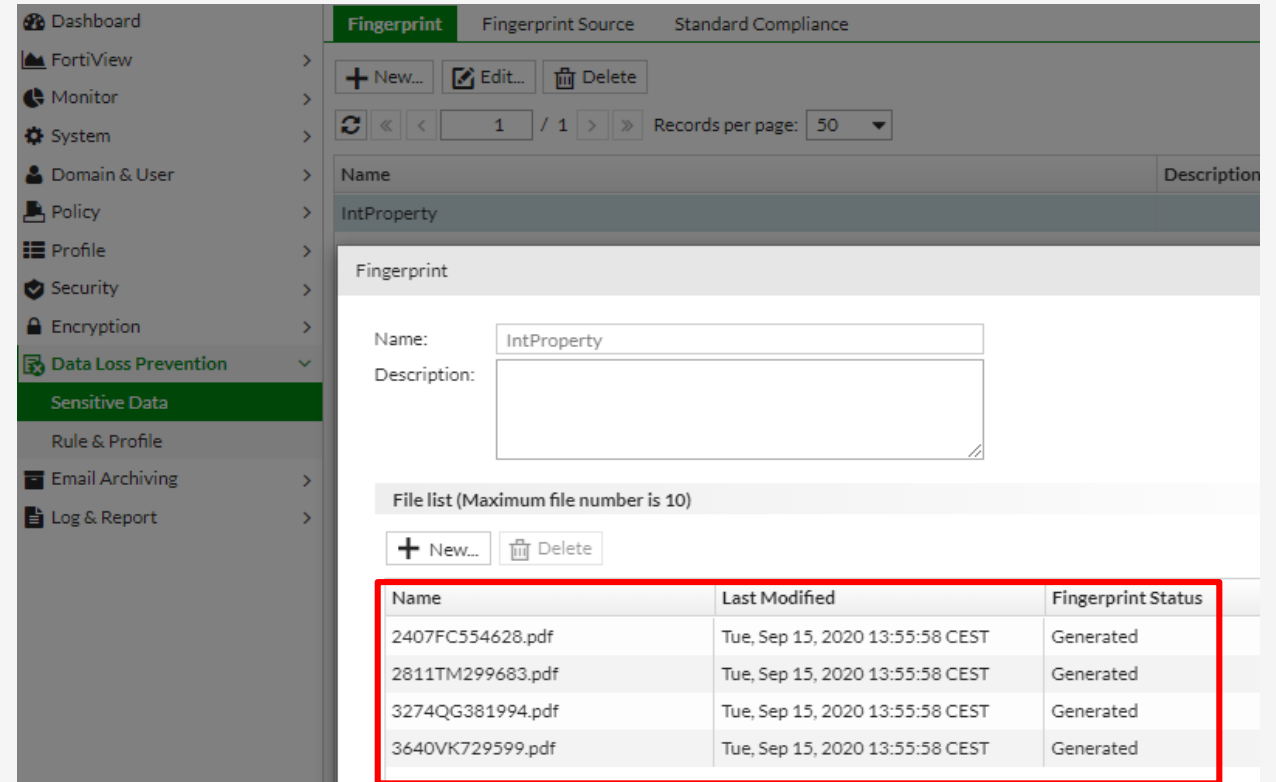 Dashboard
FortiView
Monitor
System
Domain & User
Policy
Profile
Security
Encryption
Data Loss Prevention
Sensitive Data
Rule & Profile
Email Archiving
Log & Report
Fingerprint Fingerprint Source Standard Compliance
New... Edit... Delete
1 / 1 Records per page: 50
Name Description
IntProperty
Fingerprint
Name: IntProperty
Description:
File list (Maximum file number is 10)
New... Delete
Name Last Modified Fingerprint Status
2407FC554628.pdf Tue, Sep 15, 2020 13:55:58 CEST Generated
2811TM299683.pdf Tue, Sep 15, 2020 13:55:58 CEST Generated
3274QG381994.pdf Tue, Sep 15, 2020 13:55:58 CEST Generated
3640VK729599.pdf Tue, Sep 15, 2020 13:55:58 CEST Generated